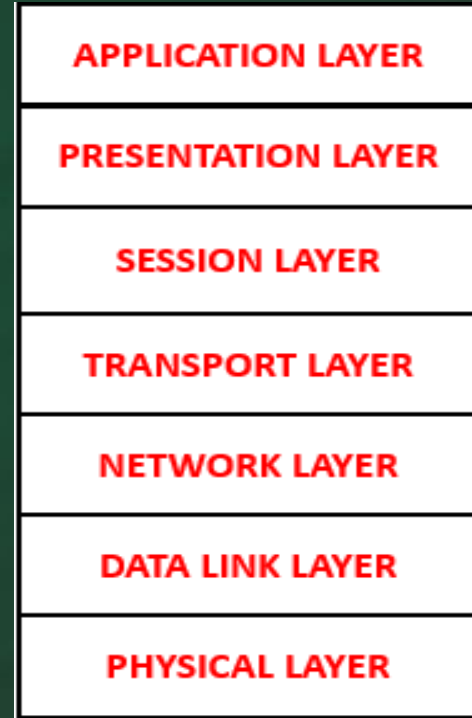 APPLICATION LAYER
PRESENTATION LAYER
SESSION LAYER
TRANSPORT LAYER
NETWORK LAYER
DATA LINK LAYER
PHYSICAL LAYER